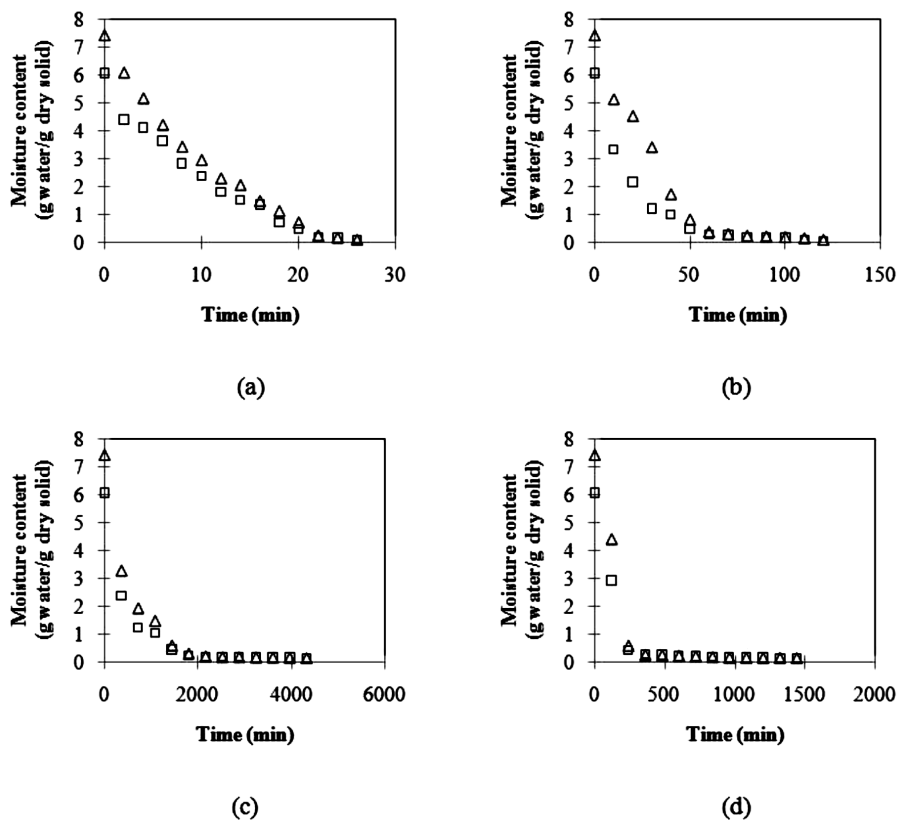 8
7
6
5
4
3
2
1
0
Moisture content
(g water/g dry solid)
0 10 20 30
Time (min)
(a)
8
7
6
5
4
3
2
1
0
Moisture content
(g water/g dry solid)
0 50 100 150
Time (min)
(b)
8
7
6
5
4
3
2
1
0
Moisture content
(g water/g dry solid)
0 2000 4000 6000
Time (min)
(c)
8
7
6
5
4
3
2
1
0
Moisture content
(g water/g dry solid)
0 500 1000 1500 2000
Time (min)
(d)